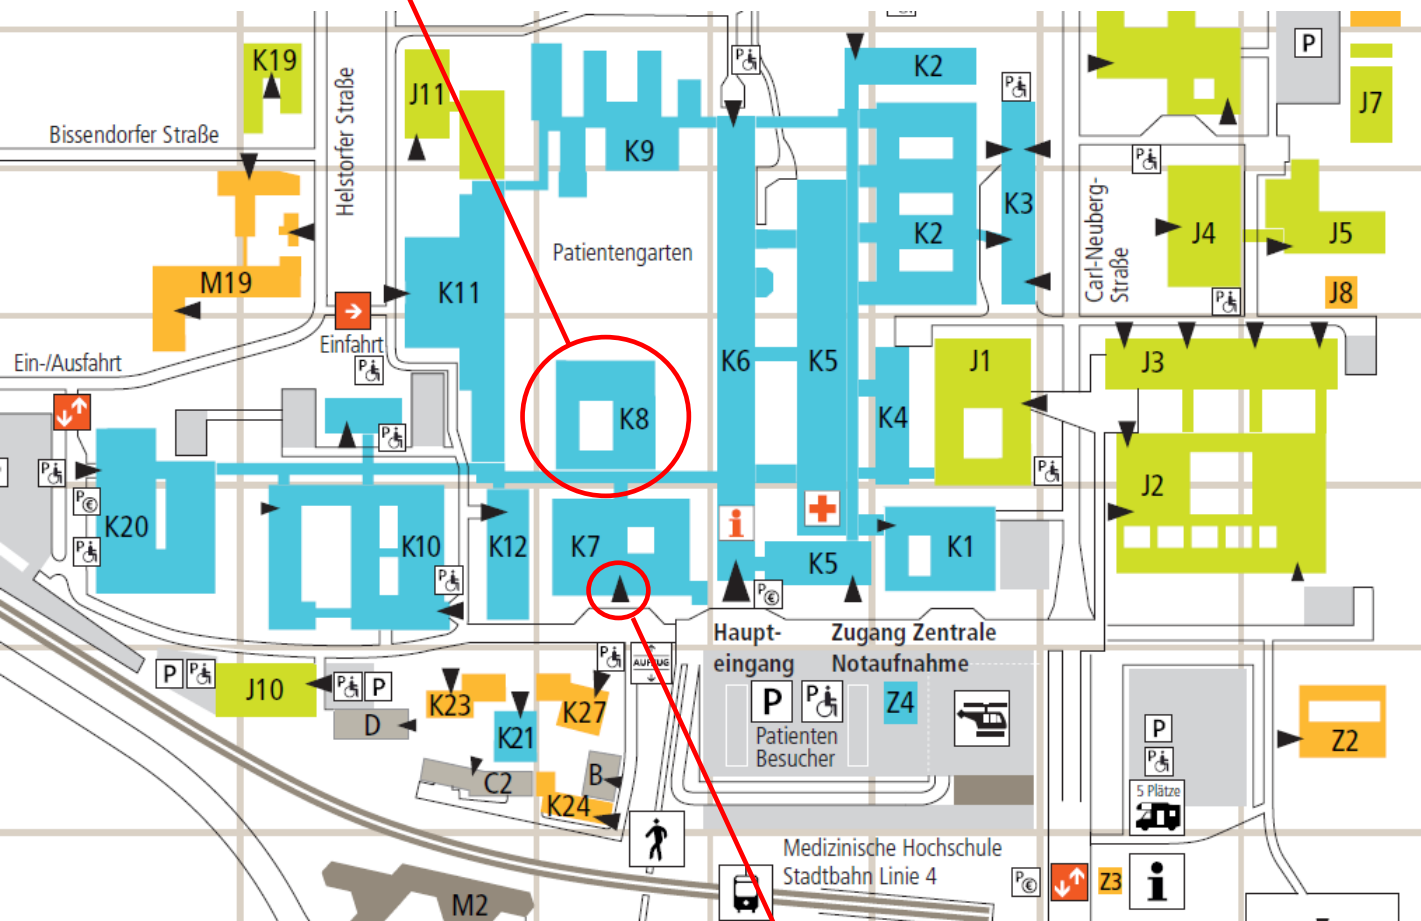 K19
Bissendorfer Straße
Helstorfer Straße
J11
K9
K2
K2
K3
P
J7
Carl-Neuberg-
Straße
J4
J5
J8
M19
K11
Patientengarten
Einfahrt
Ein-/Ausfahrt
K8
K6
K5
K4
J1
J3
J2
K20
P€
K10
K12
K7
i
K5
K1
P€
Haupt-
eingang
Zugang Zentrale
Notaufnahme
P
P
Z4
Patienten
Besucher
AUFZUG
P
P
J10
P
P
D
K23
K21
K27
C2
B
K24
P
P
5 Plätze
Z2
Medizinische Hochschule
Stadtbahn Linie 4
P€
Z3
i
M2